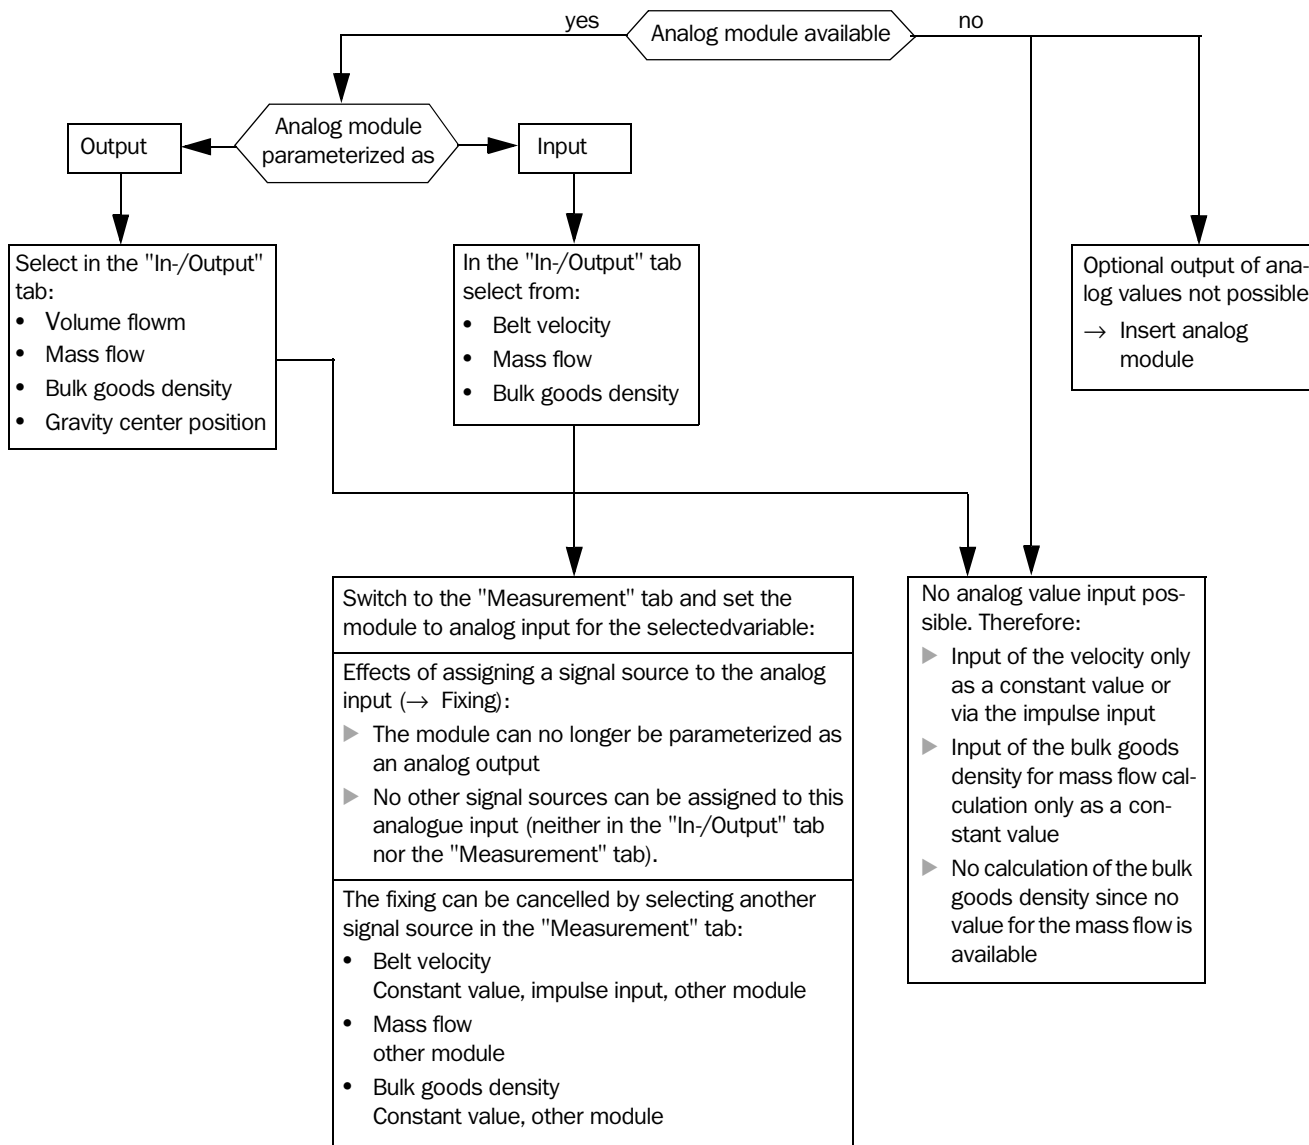 yes
Analog module available
no
Analog module
parameterized as
Output
Input
Select in the "In-/Output"
tab:
• Volume flowm
• Mass flow
• Bulk goods density
• Gravity center position
In the "In-/Output" tab
select from:
• Belt velocity
• Mass flow
• Bulk goods density
Optional output of ana-
log values not possible
→ Insert analog
module
Switch to the "Measurement" tab and set the
module to analog input for the selectedvariable:
Effects of assigning a signal source to the analog
input (→ Fixing):
▶ The module can no longer be parameterized as
an analog output
▶ No other signal sources can be assigned to this
analogue input (neither in the "In-/Output" tab
nor the "Measurement" tab).
The fixing can be cancelled by selecting another
signal source in the "Measurement" tab:
• Belt velocity
Constant value, impulse input, other module
• Mass flow
other module
• Bulk goods density
Constant value, other module
No analog value input pos-
sible. Therefore:
▶ Input of the velocity only
as a constant value or
via the impulse input
▶ Input of the bulk goods
density for mass flow cal-
culation only as a con-
stant value
▶ No calculation of the bulk
goods density since no
value for the mass flow is
available